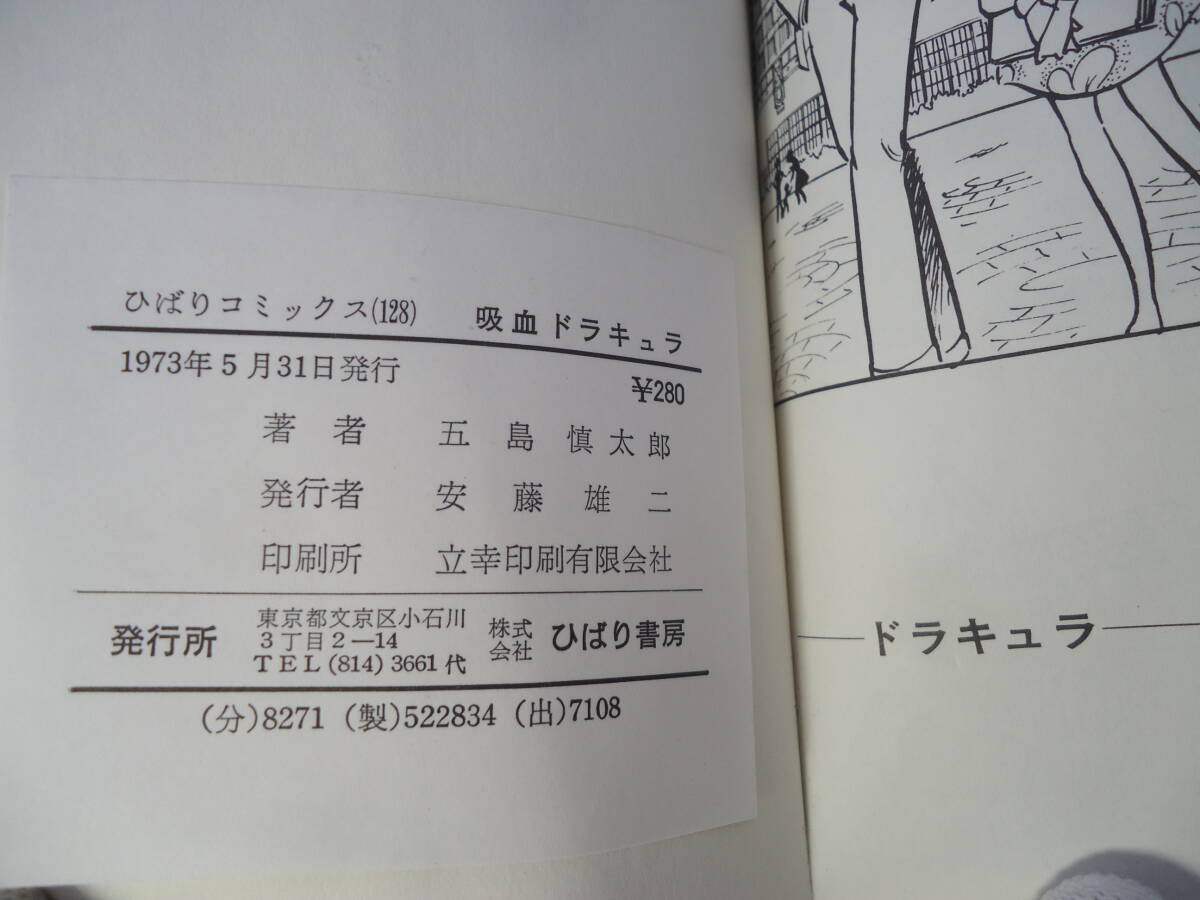 ひばりコミックス(128) 吸血ドラキュラ
1973年5月31日発行 ¥280
著者 五島慎太郎
発行者 安藤雄二
印刷所 立幸印刷有限会社
発行所 東京都文京区小石川
3丁目2―14
TEL(814)3661代
株式会社 ひばり書房
(分)8271 (製)522834 (出)7108
ドラキュラ